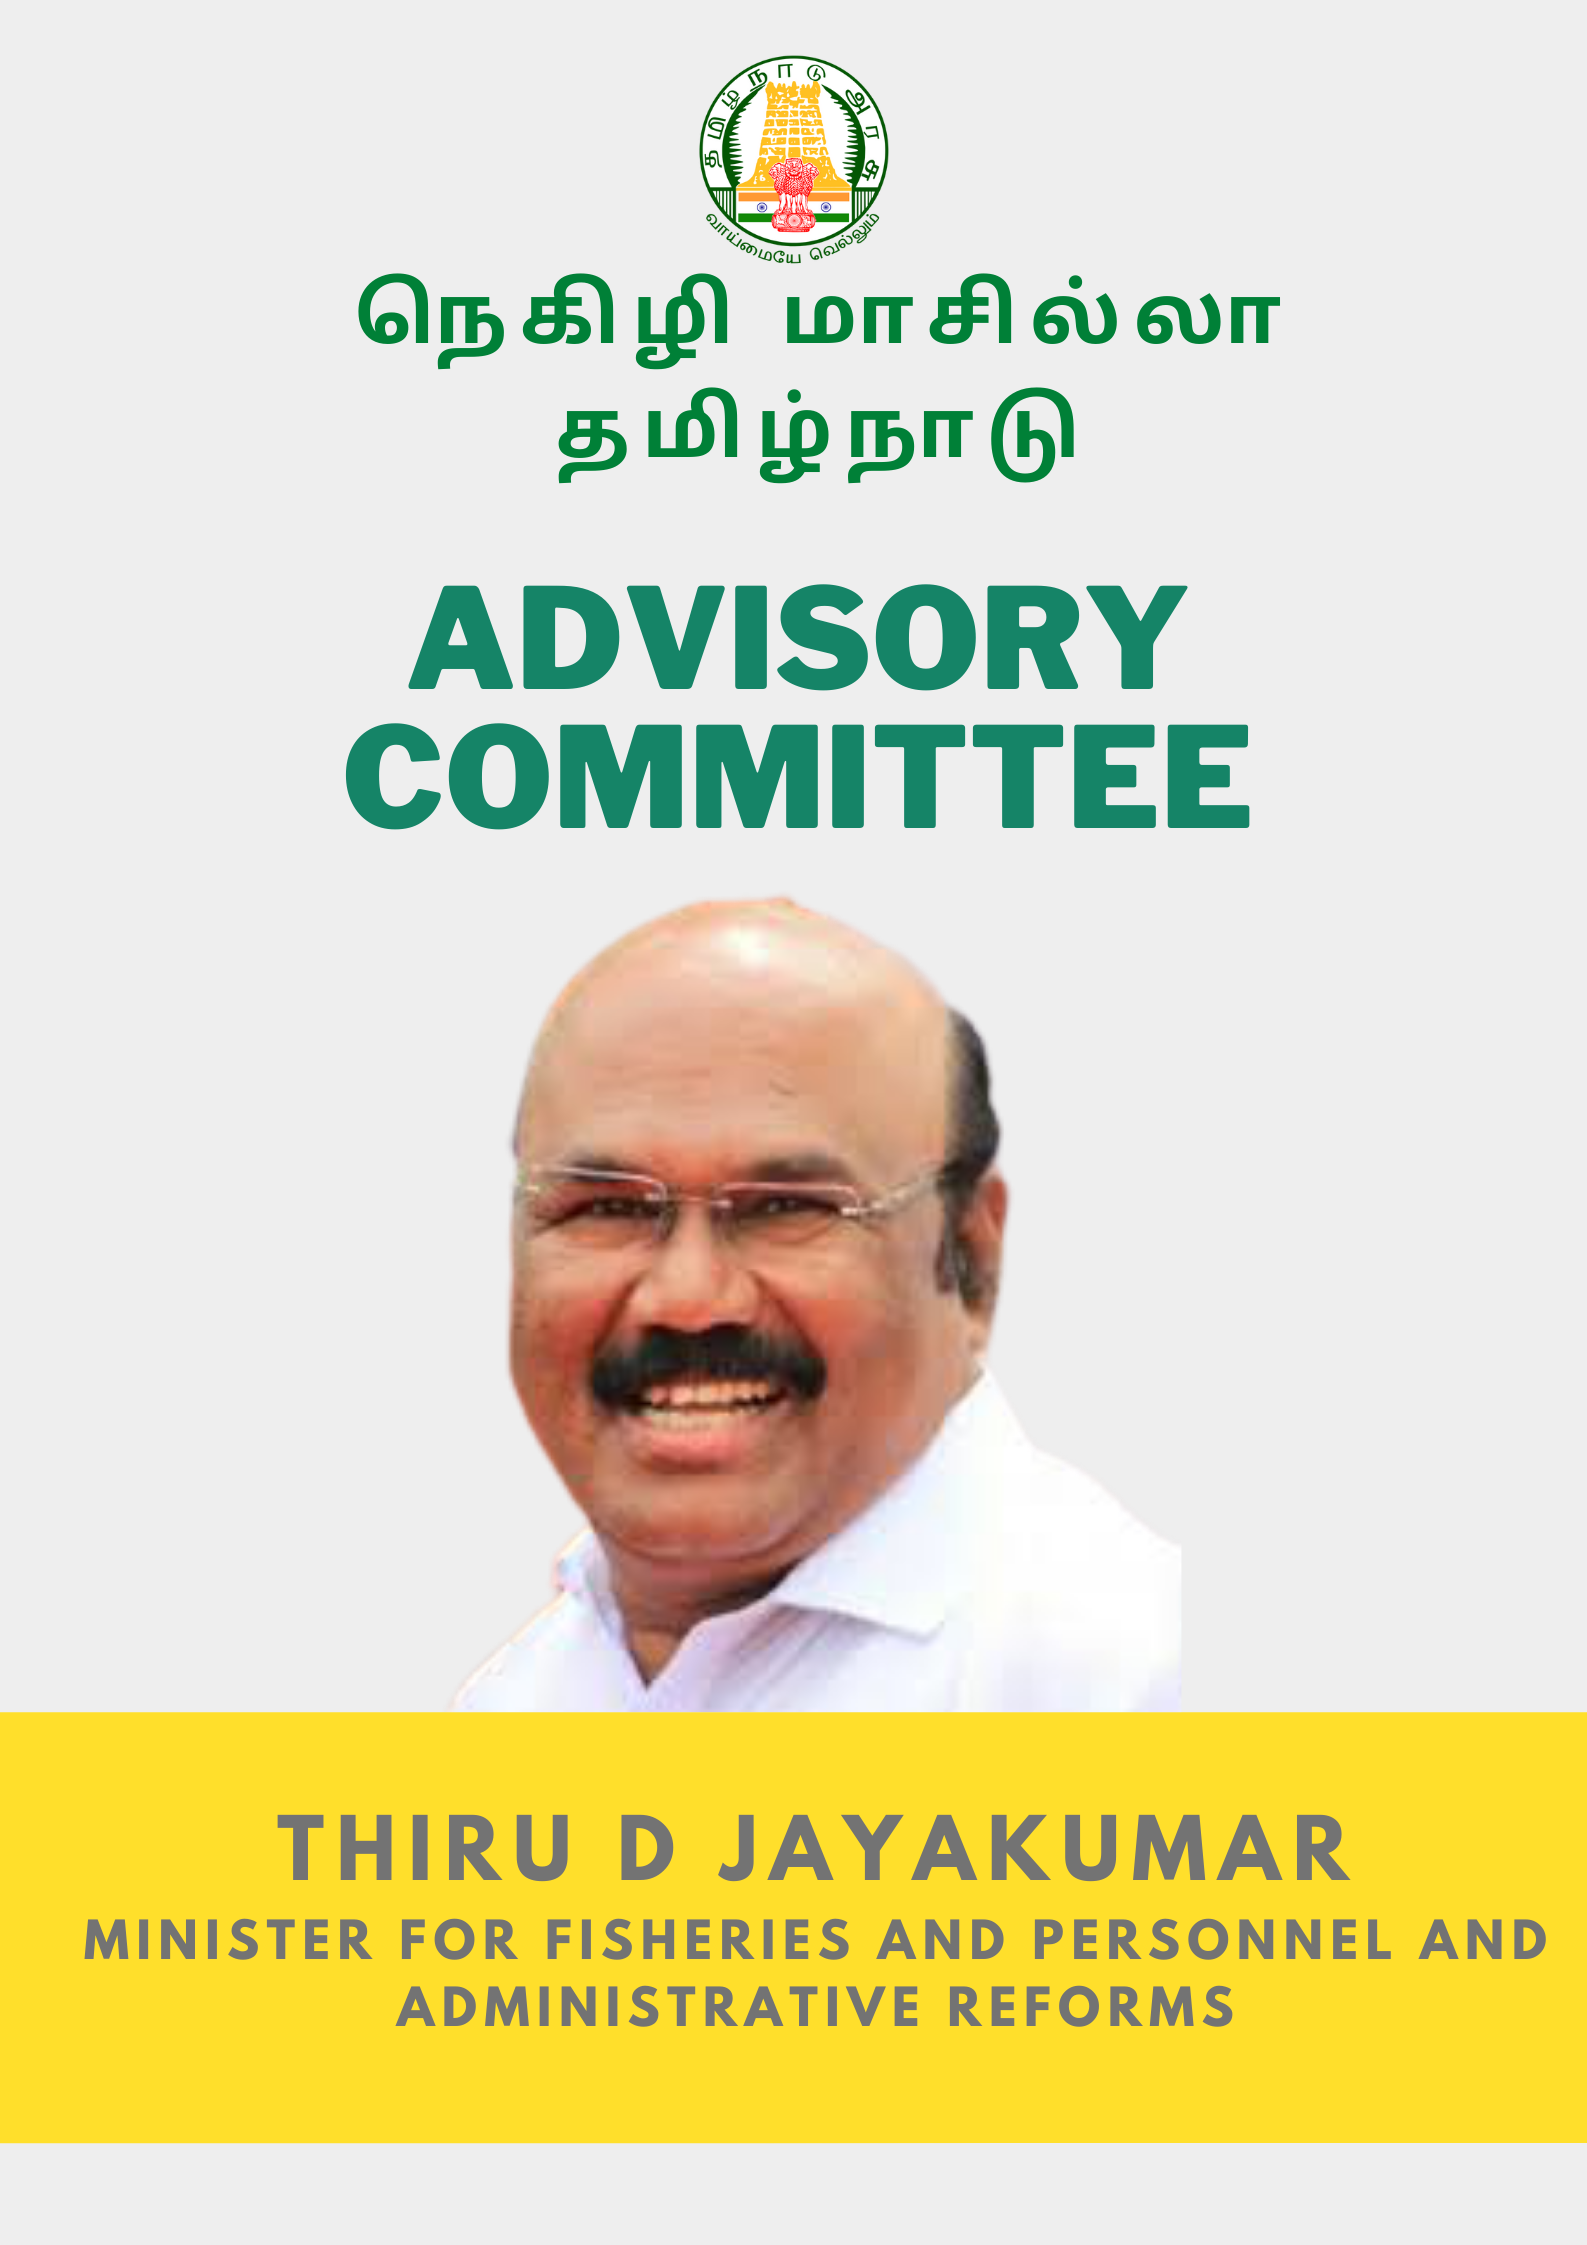 தமிழ்நாடு அரசு
வாய்மையே வெல்லும்
நெகிழி மாசில்லா
தமிழ்நாடு
ADVISORY
COMMITTEE
THIRU D JAYAKUMAR
MINISTER FOR FISHERIES AND PERSONNEL AND
ADMINISTRATIVE REFORMS